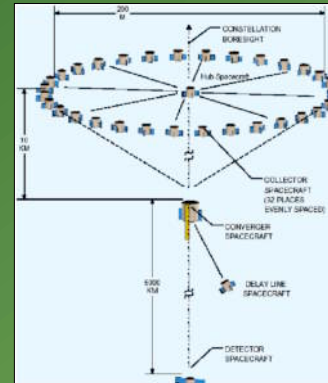 200
M
CONSTELLATION
BORESIGHT
Hub Spacecraft
10
KM
COLLECTOR
SPACECRAFT
(32 PLACES
EVENLY SPACED)
CONVERGER
SPACECRAFT
DELAY LINE
SPACECRAFT
KM
DETECTOR
SPACECRAFT